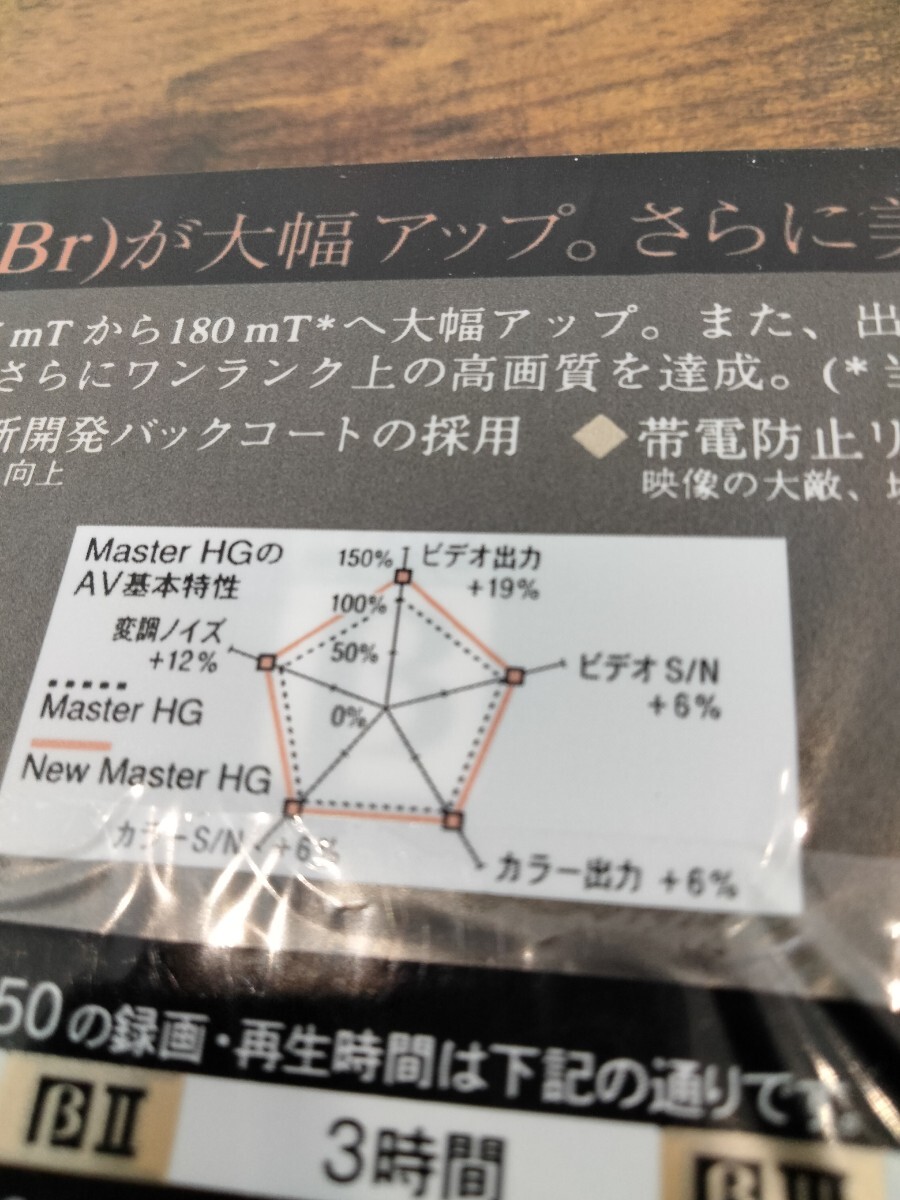 (Br)が大幅アップ。さらに美
mTから180 mT*へ大幅アップ。また、出
さらにワンランク上の高画質を達成。(*
新開発バックコートの採用
向上
◆帯電防止リ
映像の大敵、
Master HGの
AV基本特性
150%
100%
50%
0%
ビデオ出力
+19%
ビデオ S/N
+6%
カラー出力 +6%
カラーS/N +6%
変調ノイズ
+12%
Master HG
New Master HG
50の録画・再生時間は下記の通りです。
βII
3時間
βIII